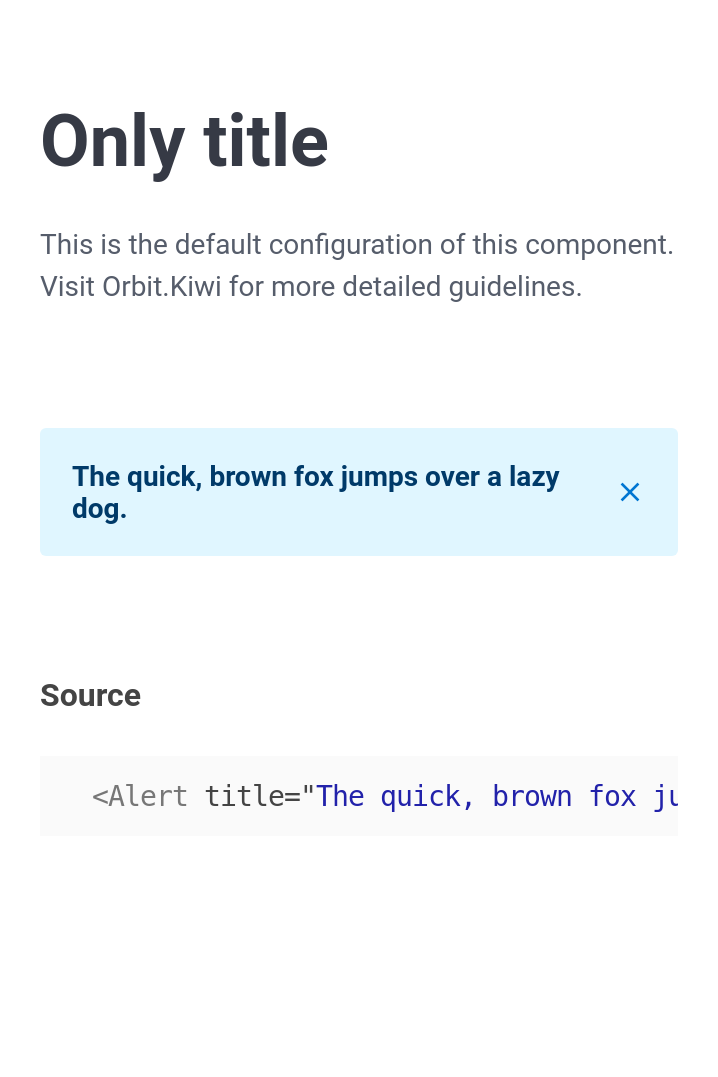 Only title
This is the default configuration of this component.
Visit Orbit.Kiwi for more detailed guidelines.
The quick, brown fox jumps over a lazy
dog.
Source
<Alert title="The quick, brown fox ju